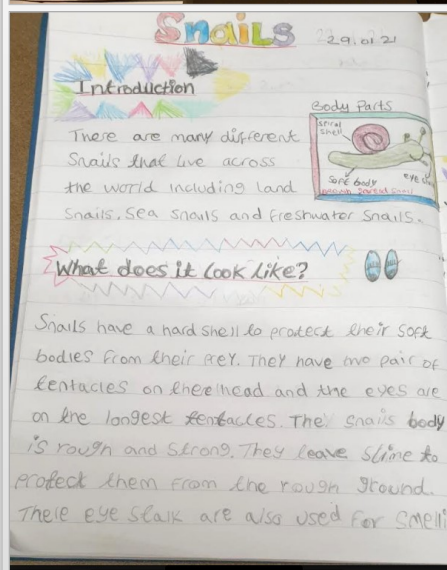 Snails 29.01.21
Introduction
Body Parts
spiral
shell
soft body
There are many different
Snails that live across
the world including land
Snails, Sea snails and freshwater Snails.
What does it look like?
Snails have a hard shell to protect their soft
bodies from their prey. They have two pair of
tentacles on there head and the eyes are
on the longest tentacles. The snails body
is rough and strong. They leave slime to
protect them from the rough ground.
There eye stalk are also used for smelli